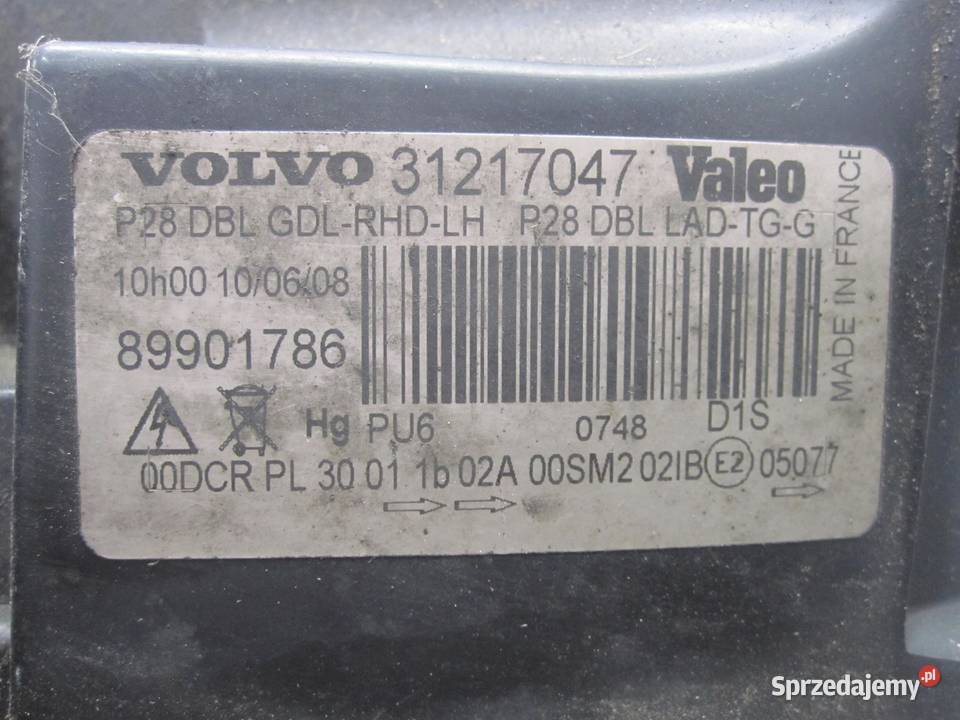 VOLVO 31217047 Valeo
P28 DBL GDL-RHD-LH P28 DBL LAD-TG-G
10h00 10/06/08
89901786
MADE IN FRANCE
Hg PU6 0748 D1S
00DCR PL 30 01 1b 02A 00SM2 02IB E2 05077
Sprzedajemy.pl